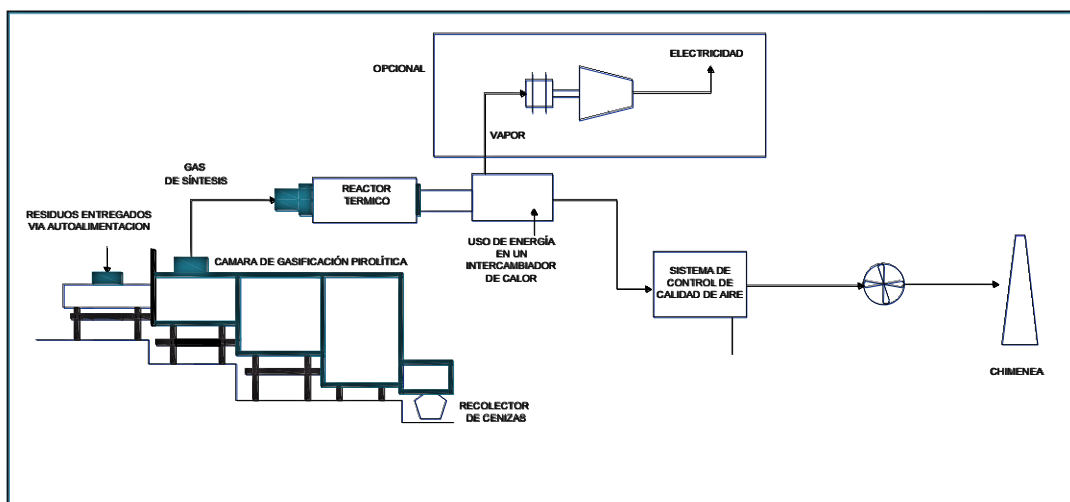 ELECTRICIDAD
OPCIONAL
VAPOR
GAS
DE SÍNTESIS
REACTOR
TERMICO
RESIDUOS ENTREGADOS
VIA AUTOALIMENTACION
USO DE ENERGÍA
EN UN
INTERCAMBIADOR
DE CALOR
CAMARA DE GASIFICACIÓN PIROLÍTICA
SISTEMA DE
CONTROL DE
CALIDAD DE AIRE
CHIMENEA
RECOLECTOR
DE CENIZAS